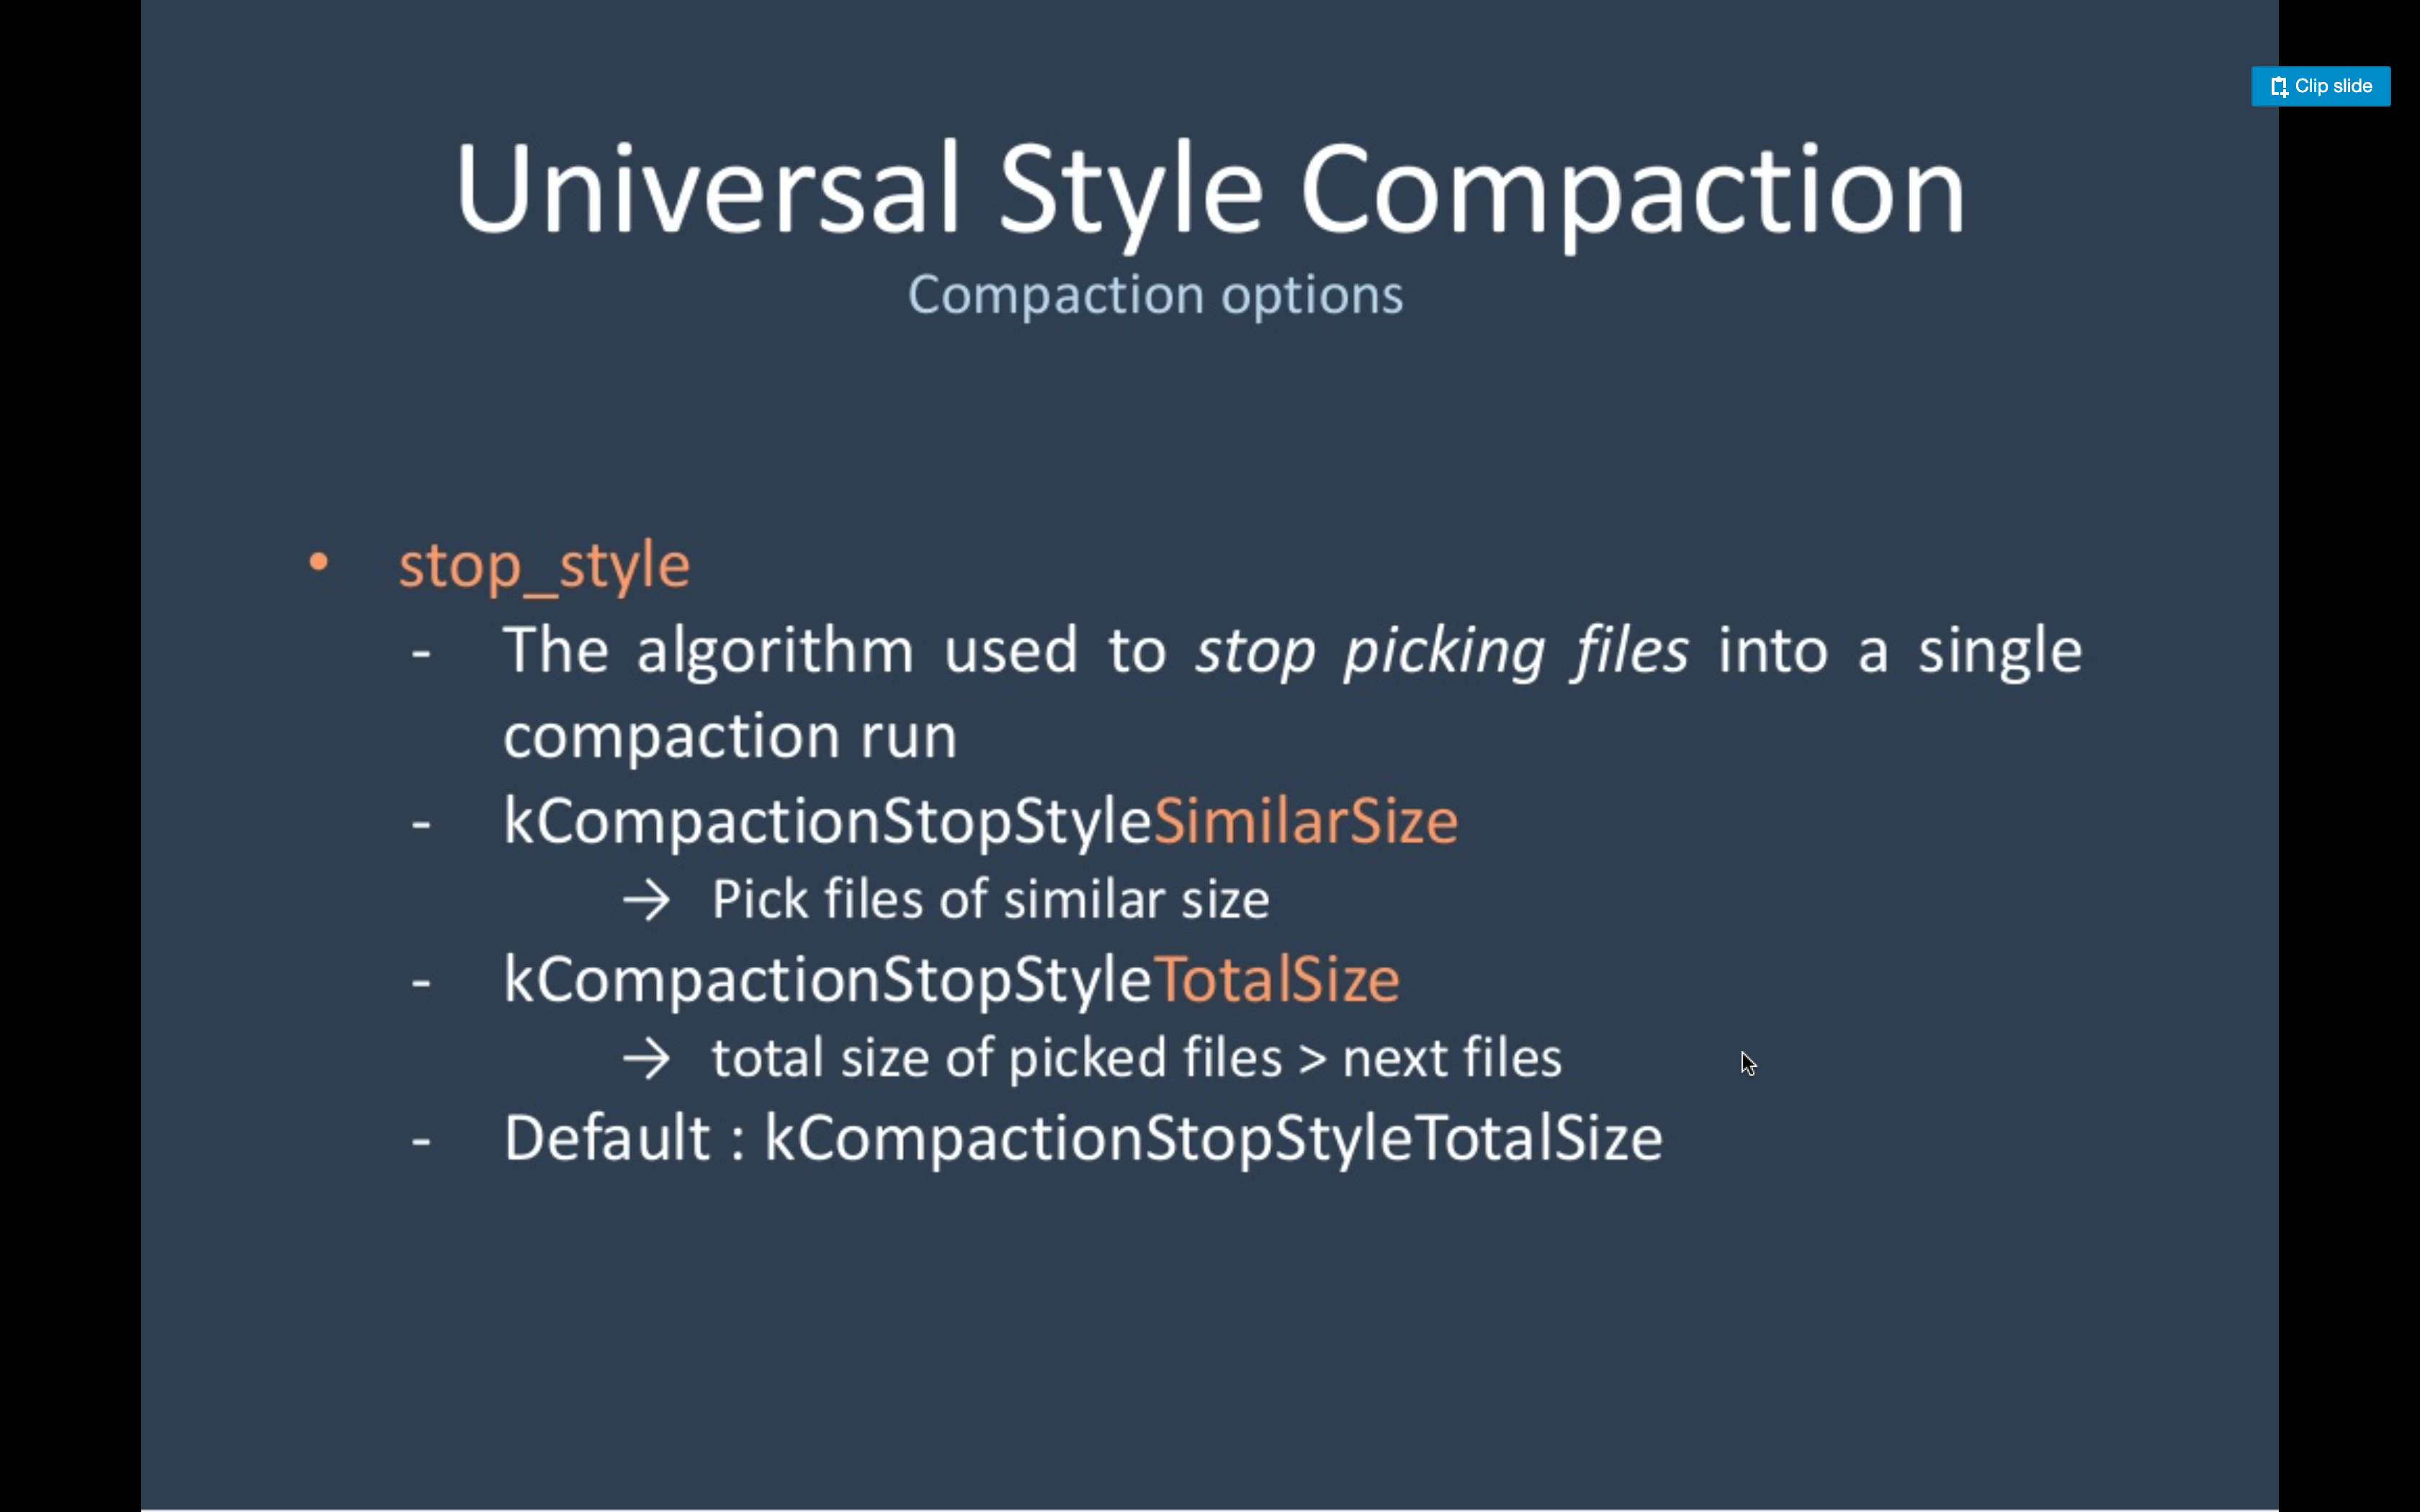 Clip slide
Universal Style Compaction
Compaction options
• stop_style
- The algorithm used to stop picking files into a single
compaction run
- kCompactionStopStyleSimilarSize
→ Pick files of similar size
- kCompactionStopStyleTotalSize
→ total size of picked files > next files
- Default : kCompactionStopStyleTotalSize